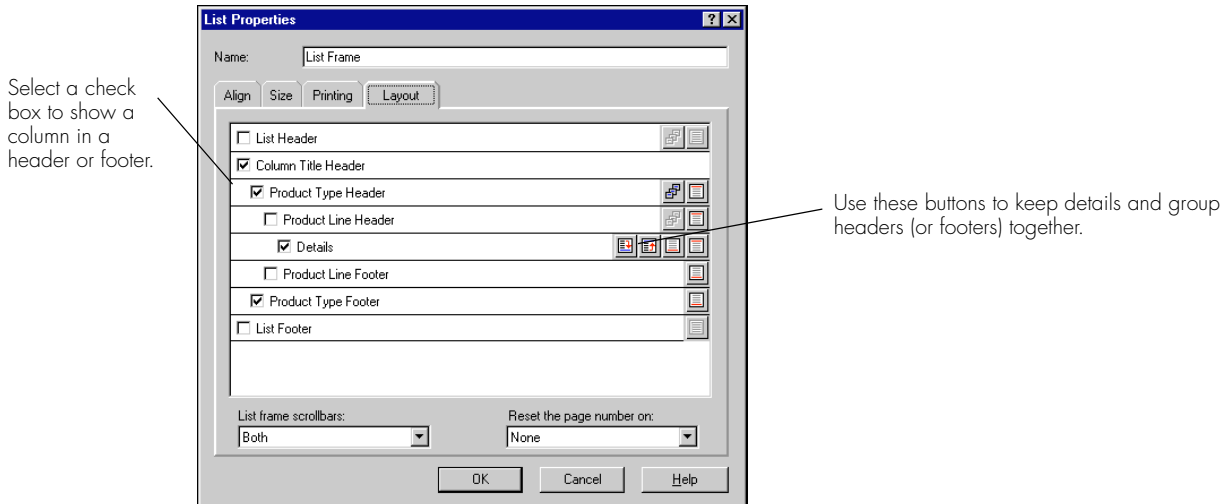 List Properties
Name: List Frame
Align Size Printing Layout
List Header
Column Title Header
Product Type Header
Product Line Header
Details
Product Line Footer
Product Type Footer
List Footer
List frame scrollbars:
Both
Reset the page number on:
None
OK Cancel Help
Select a check
box to show a
column in a
header or footer.
Use these buttons to keep details and group
headers (or footers) together.